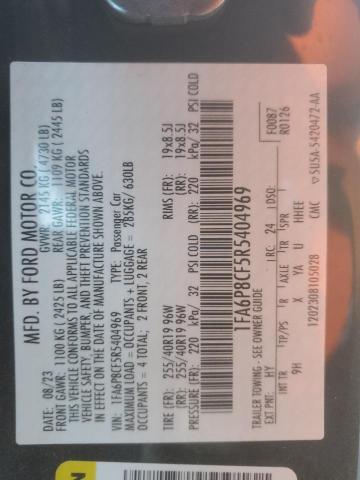 MFD. BY FORD MOTOR CO.
DATE: 08/23 GVWR: 2145 KG (4730 LB)
FRONT GAWR: 1100 KG (2425 LB) REAR GAWR: 1109 KG (2445 LB)
THIS VEHICLE CONFORMS TO ALL APPLICABLE FEDERAL MOTOR
VEHICLE SAFETY, BUMPER, AND THEFT PREVENTION STANDARDS
IN EFFECT ON THE DATE OF MANUFACTURE SHOWN ABOVE.
VIN: 1FA6P8CF5R5404969 TYPE: Passenger Car
MAXIMUM LOAD = OCCUPANTS + LUGGAGE = 285KG/ 630LB
OCCUPANTS = 4 TOTAL; 2 FRONT, 2 REAR
TIRE (FR): 255/40R19 96W RIMS (FR): 19x8.5J
(RR): 255/40R19 96W (RR): 19x8.5J
PRESSURE (FR): 220 kPa/ 32 PSI COLD (RR): 220 kPa/ 32 PSI COLD
1FA6P8CF5R5404969
TRAILER TOWING - SEE OWNER GUIDE
F0087
R0126
EXT PNT: HY RC: 24 DSO:
INT TR TP/PS R AXLE TR SPR
9H X YA U HHEE
1202308105028 CMC SU5A-5420472-AA
N